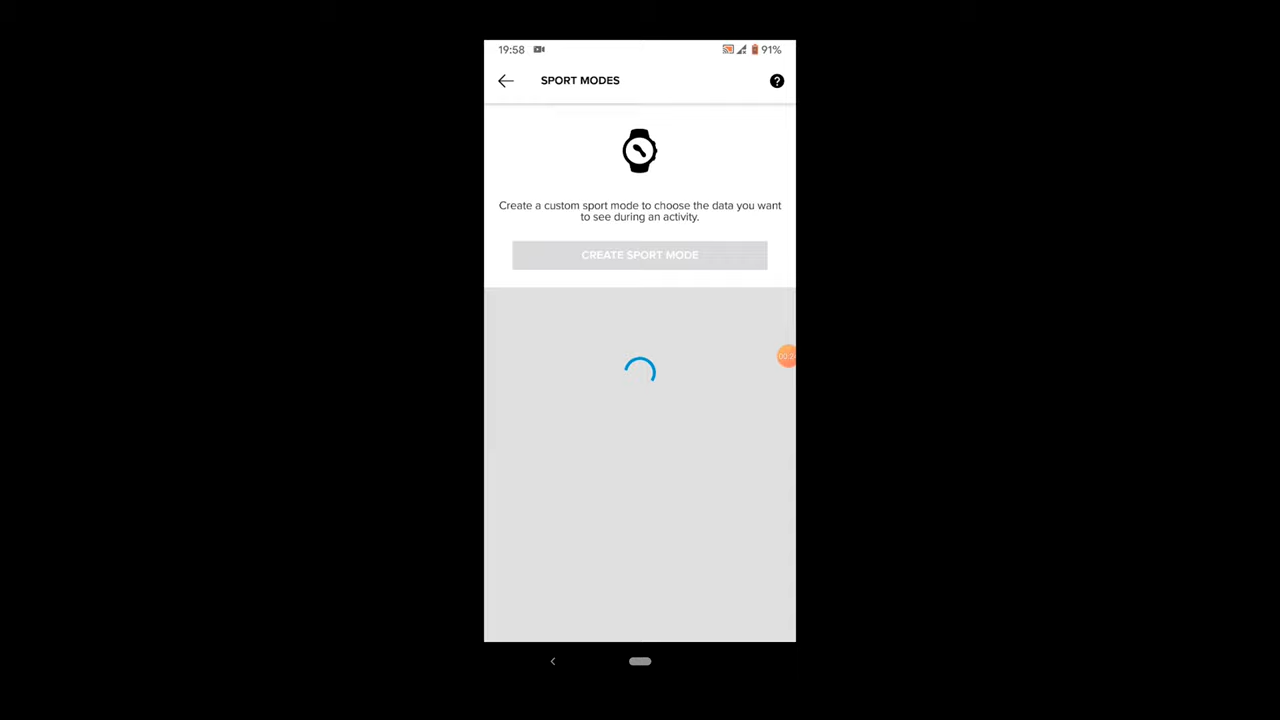 19:58
91%
SPORT MODES
?
Create a custom sport mode to choose the data you want
to see during an activity.
CREATE SPORT MODE